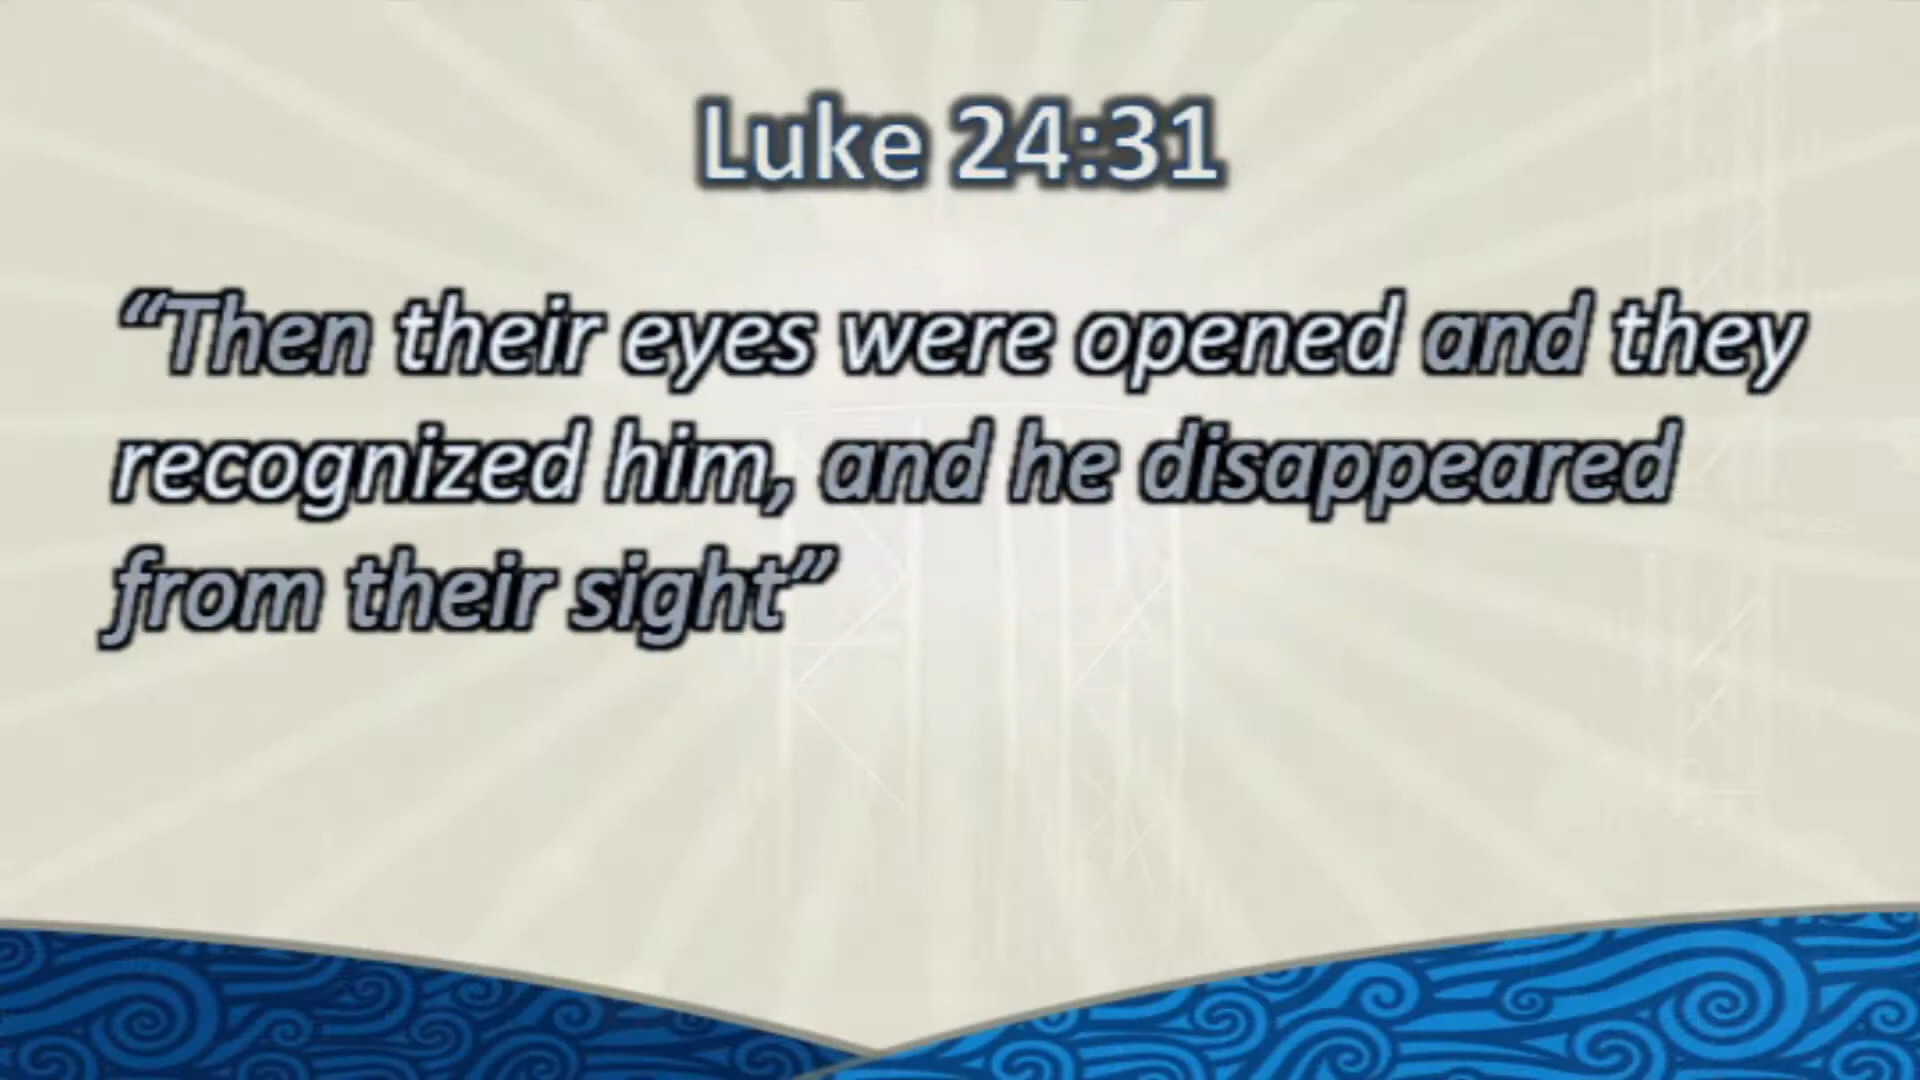 Luke 24:31
“Then their eyes were opened and they
recognized him, and he disappeared
from their sight”